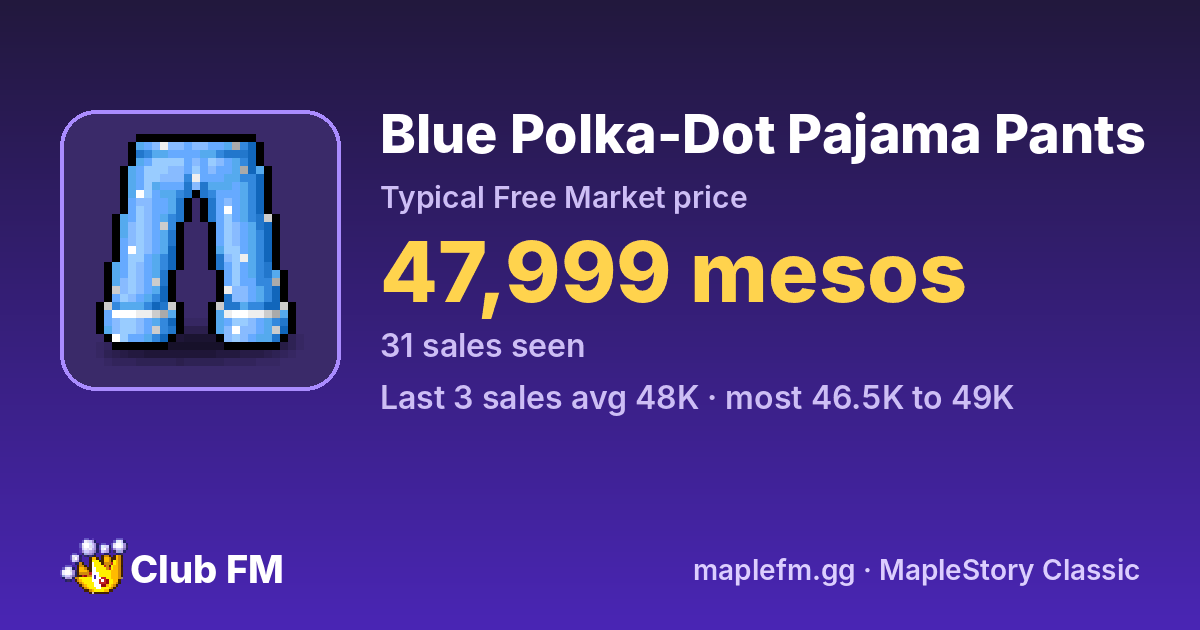 Blue Polka-Dot Pajama Pants
Typical Free Market price
47,999 mesos
31 sales seen
Last 3 sales avg 48K · most 46.5K to 49K
Club FM
maplefm.gg · MapleStory Classic